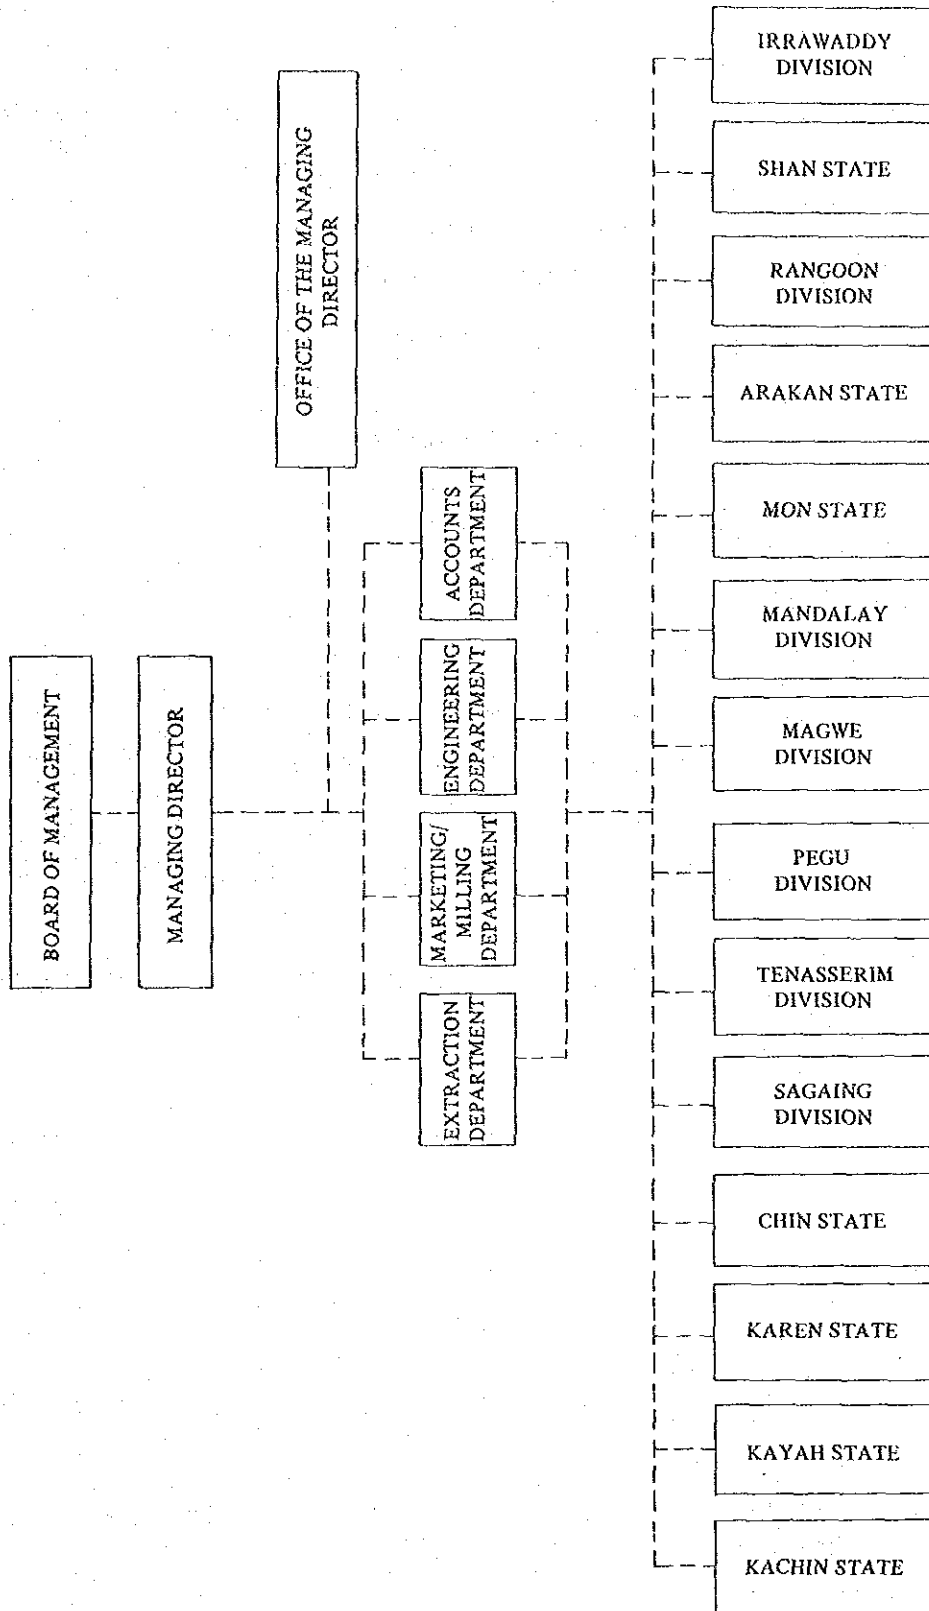 BOARD OF MANAGEMENT
MANAGING DIRECTOR
OFFICE OF THE MANAGING
DIRECTOR
EXTRACTION
DEPARTMENT
MARKETING/
MILLING
DEPARTMENT
ENGINEERING
DEPARTMENT
ACCOUNTS
DEPARTMENT
IRRAWADDY
DIVISION
SHAN STATE
RANGOON
DIVISION
ARAKAN STATE
MON STATE
MANDALAY
DIVISION
MAGWE
DIVISION
PEGU
DIVISION
TENASSERIM
DIVISION
SAGAING
DIVISION
CHIN STATE
KAREN STATE
KAYAH STATE
KACHIN STATE